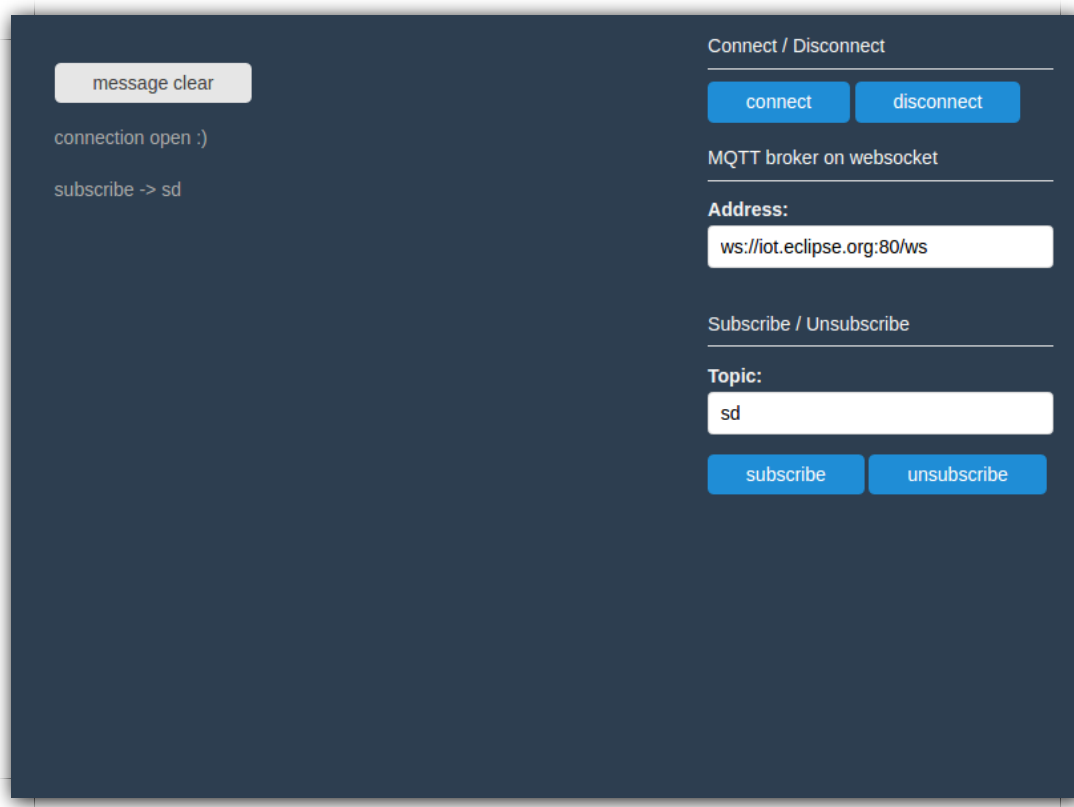 message clear
connection open :)
subscribe -> sd
Connect / Disconnect
connect disconnect
MQTT broker on websocket
Address:
ws://iot.eclipse.org:80/ws
Subscribe / Unsubscribe
Topic:
sd
subscribe unsubscribe